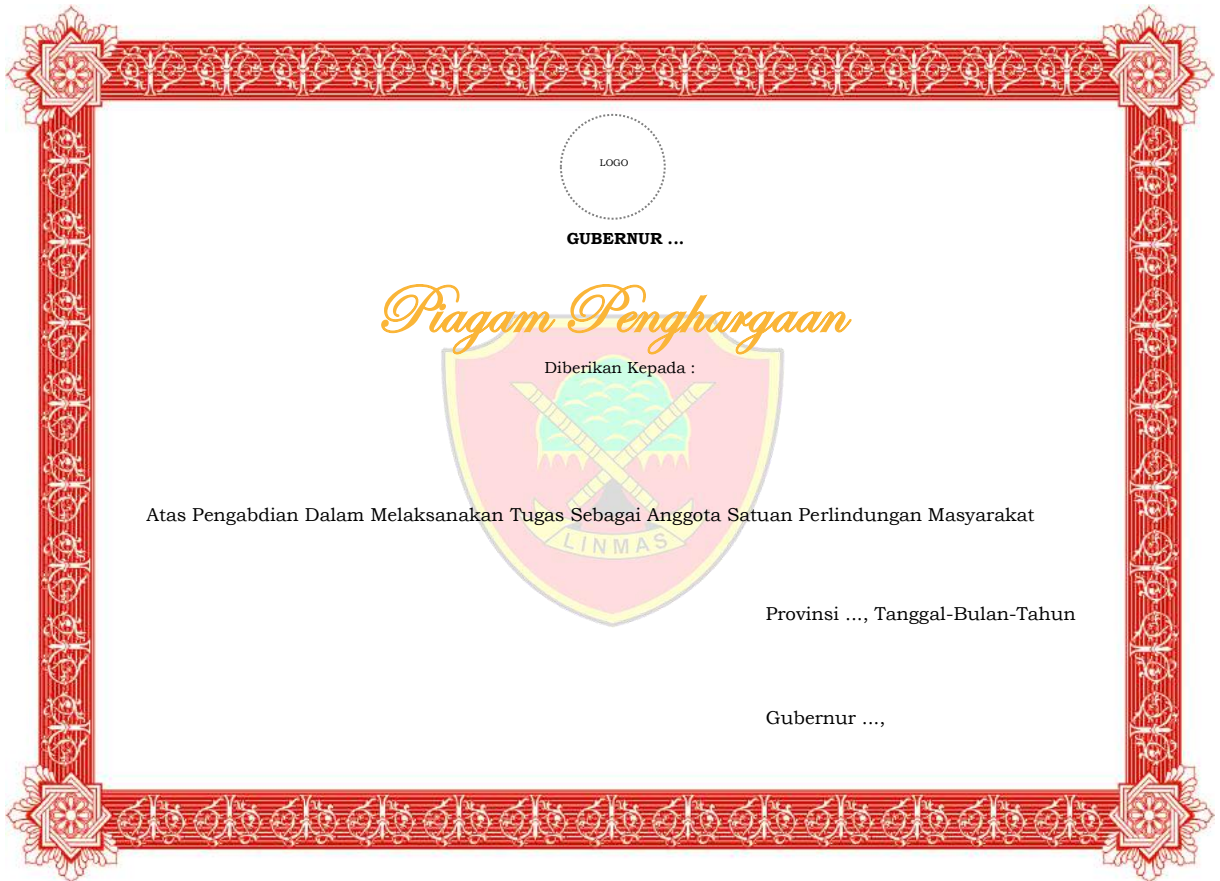 LOGO
GUBERNUR ...
Piagam Penghargaan
Diberikan Kepada :
Atas Pengabdian Dalam Melaksanakan Tugas Sebagai Anggota Satuan Perlindungan Masyarakat
LINMAS
Provinsi ..., Tanggal-Bulan-Tahun
Gubernur ...,